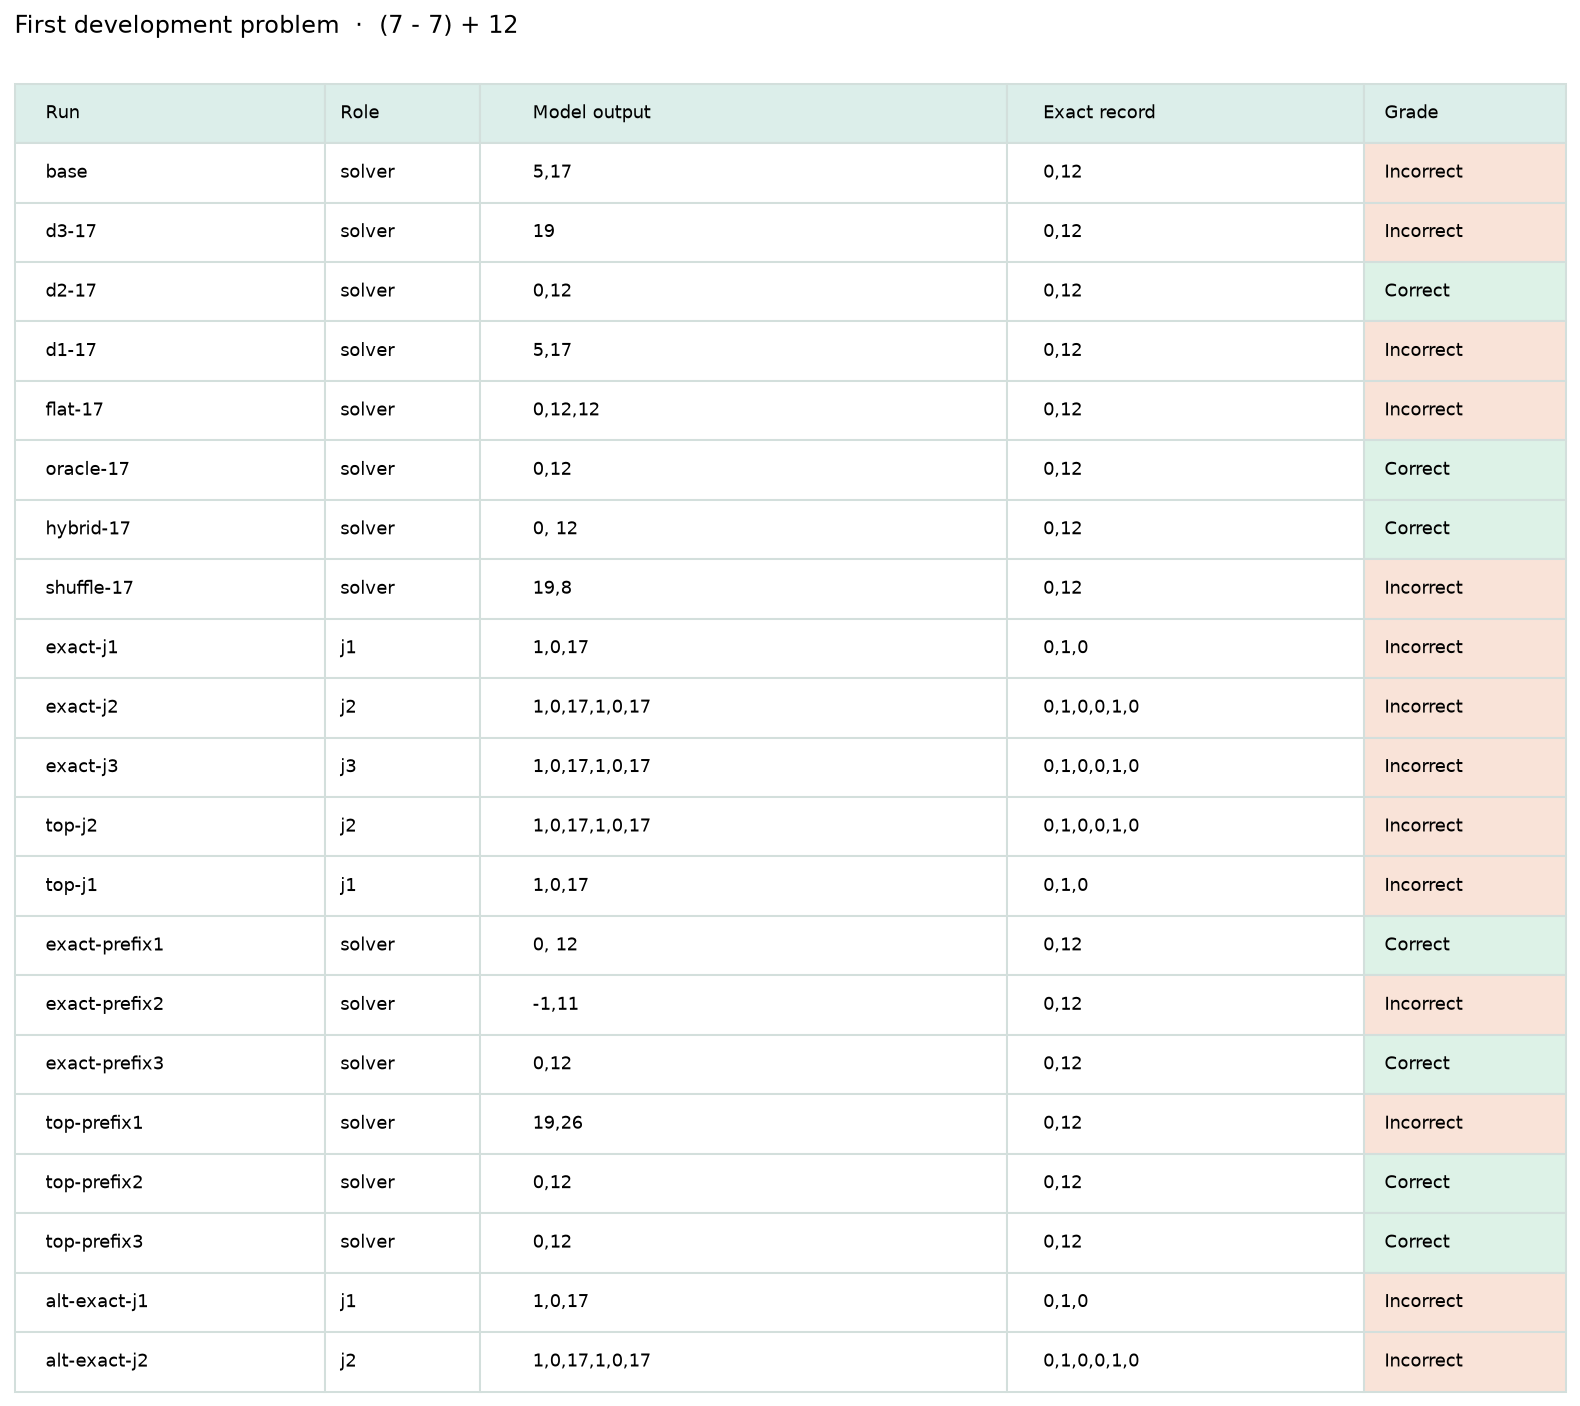 First development problem · (7 - 7) + 12
Run Role Model output Exact record Grade
base solver 5,17 0,12 Incorrect
d3-17 solver 19 0,12 Incorrect
d2-17 solver 0,12 0,12 Correct
d1-17 solver 5,17 0,12 Incorrect
flat-17 solver 0,12,12 0,12 Incorrect
oracle-17 solver 0,12 0,12 Correct
hybrid-17 solver 0, 12 0,12 Correct
shuffle-17 solver 19,8 0,12 Incorrect
exact-j1 j1 1,0,17 0,1,0 Incorrect
exact-j2 j2 1,0,17,1,0,17 0,1,0,0,1,0 Incorrect
exact-j3 j3 1,0,17,1,0,17 0,1,0,0,1,0 Incorrect
top-j2 j2 1,0,17,1,0,17 0,1,0,0,1,0 Incorrect
top-j1 j1 1,0,17 0,1,0 Incorrect
exact-prefix1 solver 0, 12 0,12 Correct
exact-prefix2 solver -1,11 0,12 Incorrect
exact-prefix3 solver 0,12 0,12 Correct
top-prefix1 solver 19,26 0,12 Incorrect
top-prefix2 solver 0,12 0,12 Correct
top-prefix3 solver 0,12 0,12 Correct
alt-exact-j1 j1 1,0,17 0,1,0 Incorrect
alt-exact-j2 j2 1,0,17,1,0,17 0,1,0,0,1,0 Incorrect